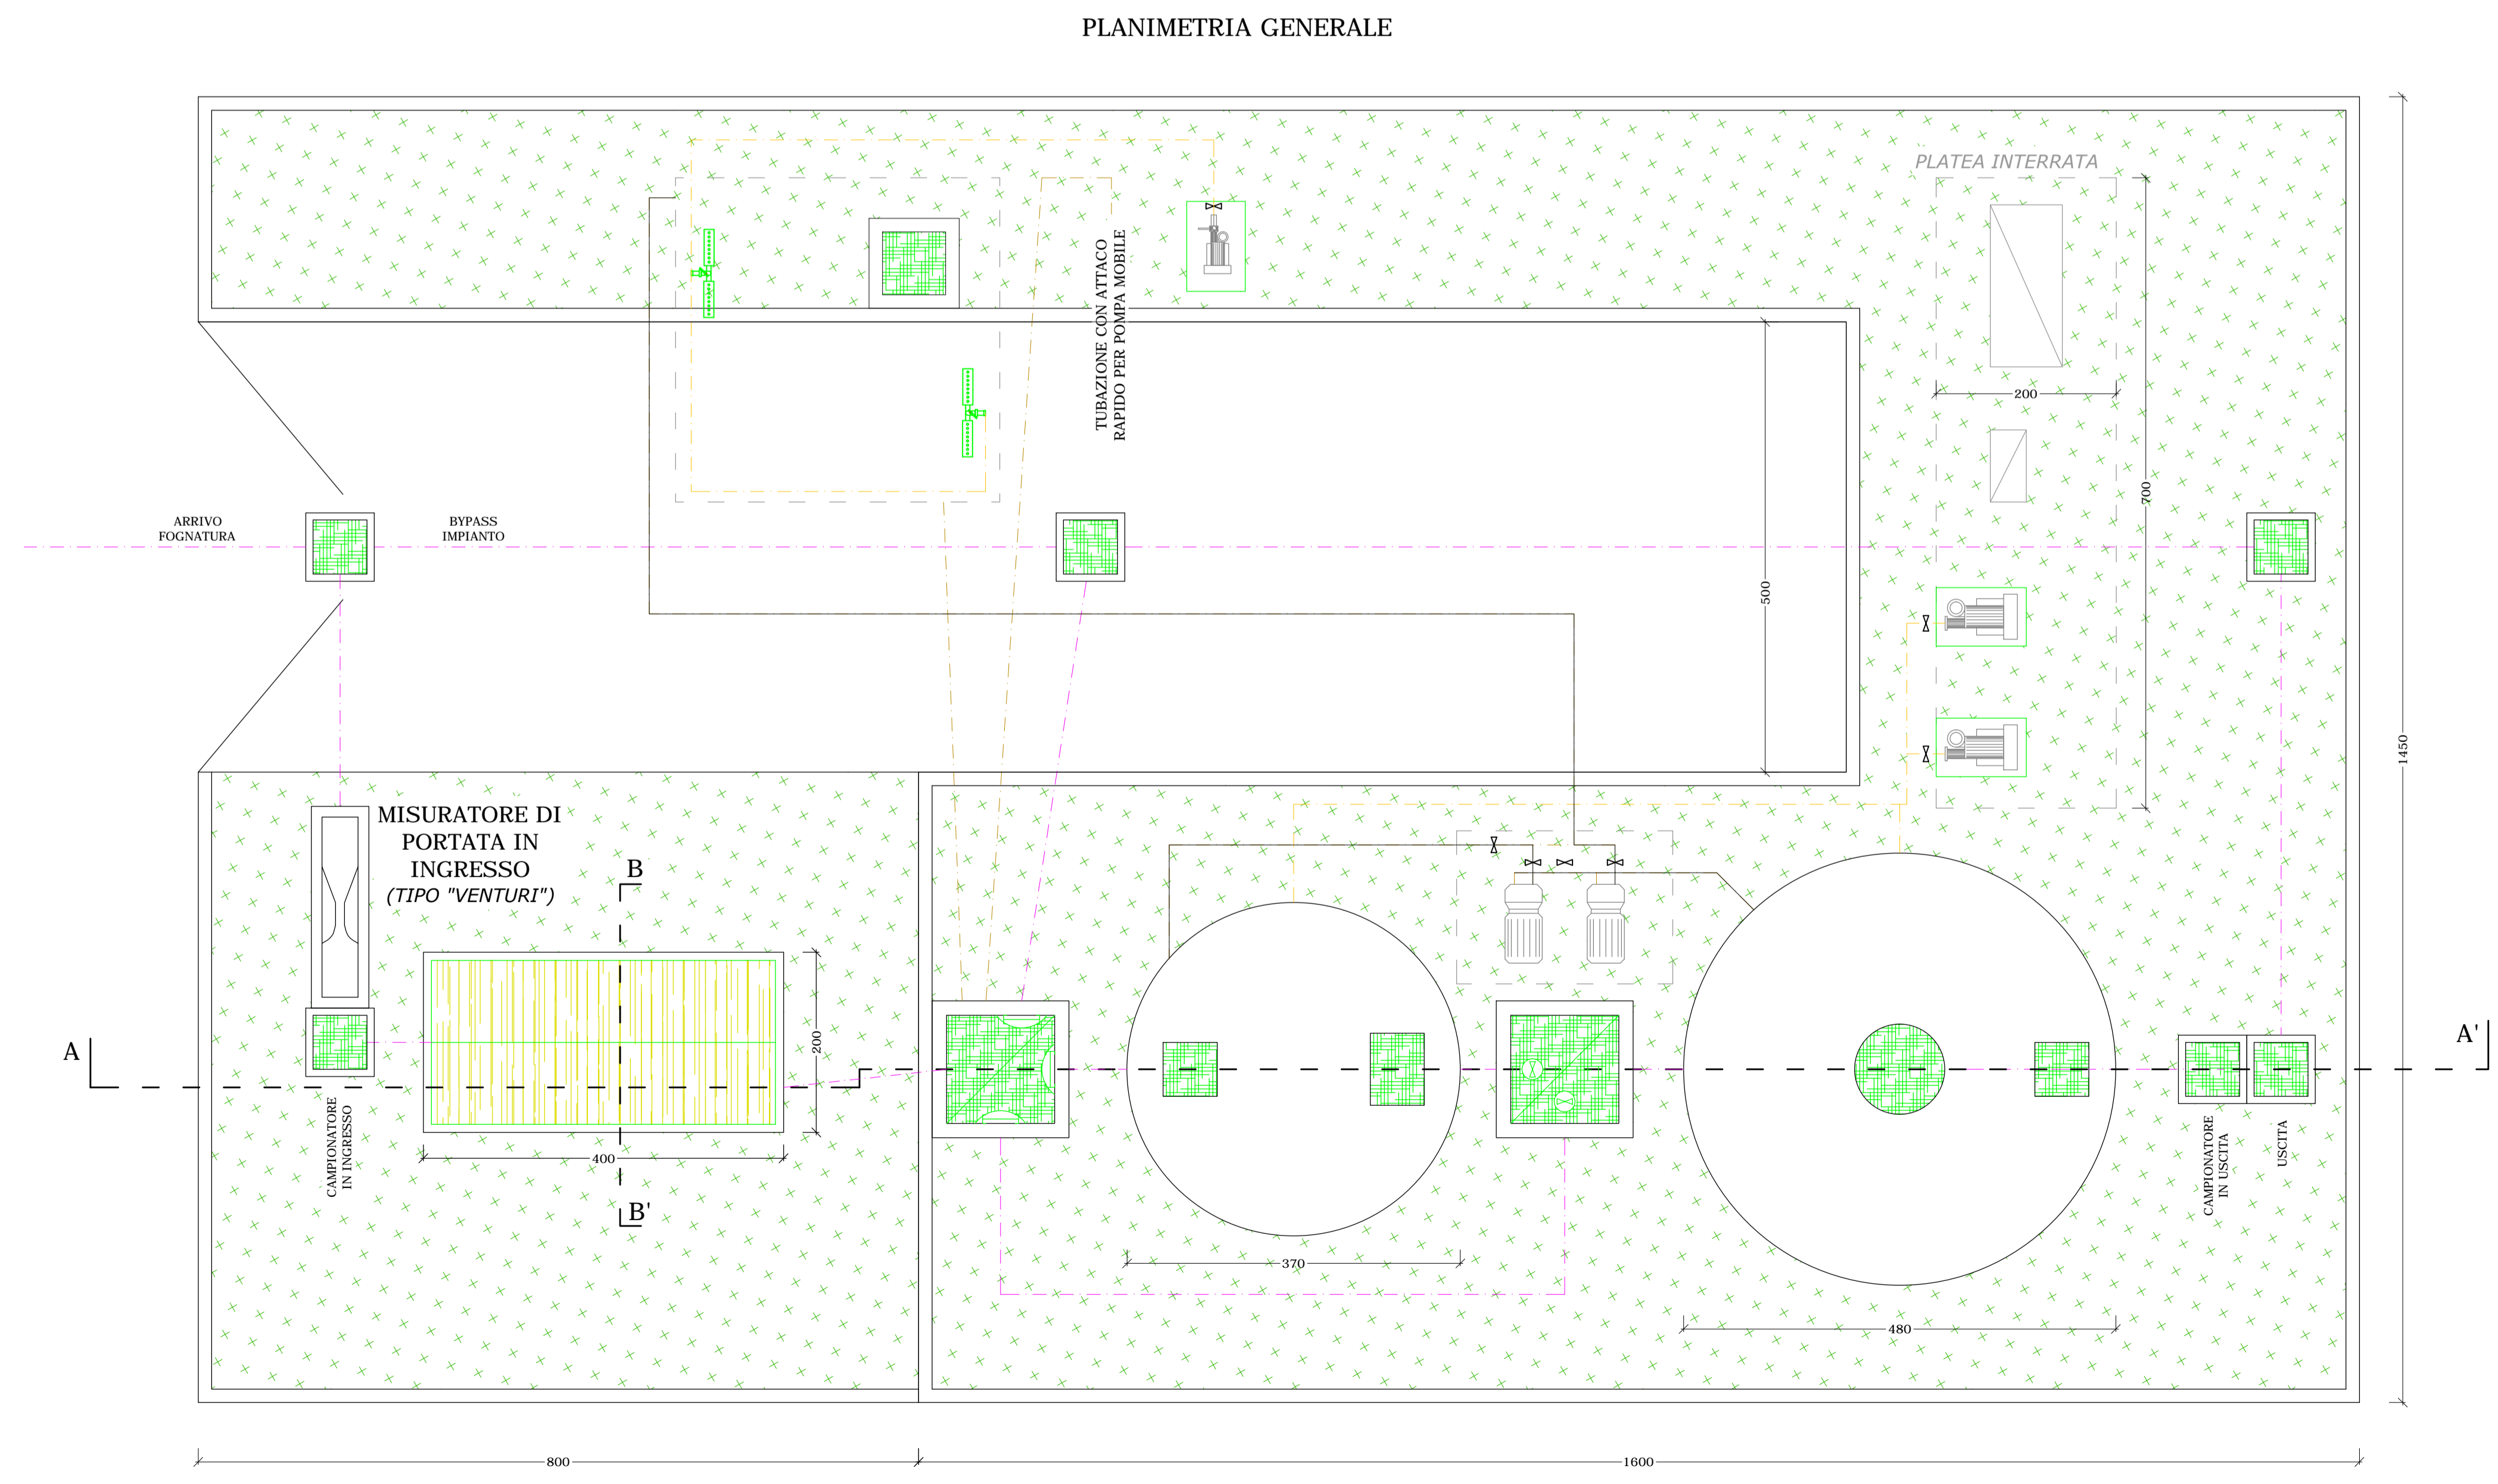 PLANIMETRIA GENERALE
PLATEA INTERRATA
TUBAZIONE CON ATTACO
RAPIDO PER POMPA MOBILE
200
700
ARRIVO
FOGNATURA
BYPASS
IMPIANTO
500
1450
MISURATORE DI
PORTATA IN
INGRESSO
(TIPO "VENTURI")
B
A
200
A'
CAMPIONATORE
IN INGRESSO
400
B'
CAMPIONATORE
IN USCITA
USCITA
370
480
800
1600